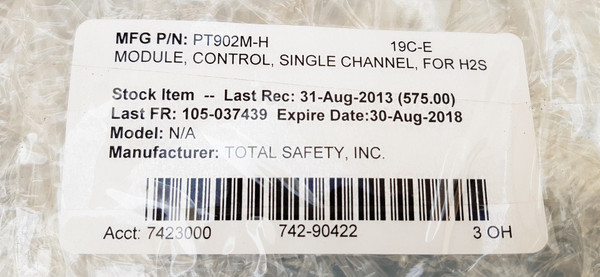 MFG P/N: PT902M-H 19C-E
MODULE, CONTROL, SINGLE CHANNEL, FOR H2S
Stock Item -- Last Rec: 31-Aug-2013 (575.00)
Last FR: 105-037439 Expire Date:30-Aug-2018
Model: N/A
Manufacturer: TOTAL SAFETY, INC.
Acct: 7423000 742-90422 3 OH